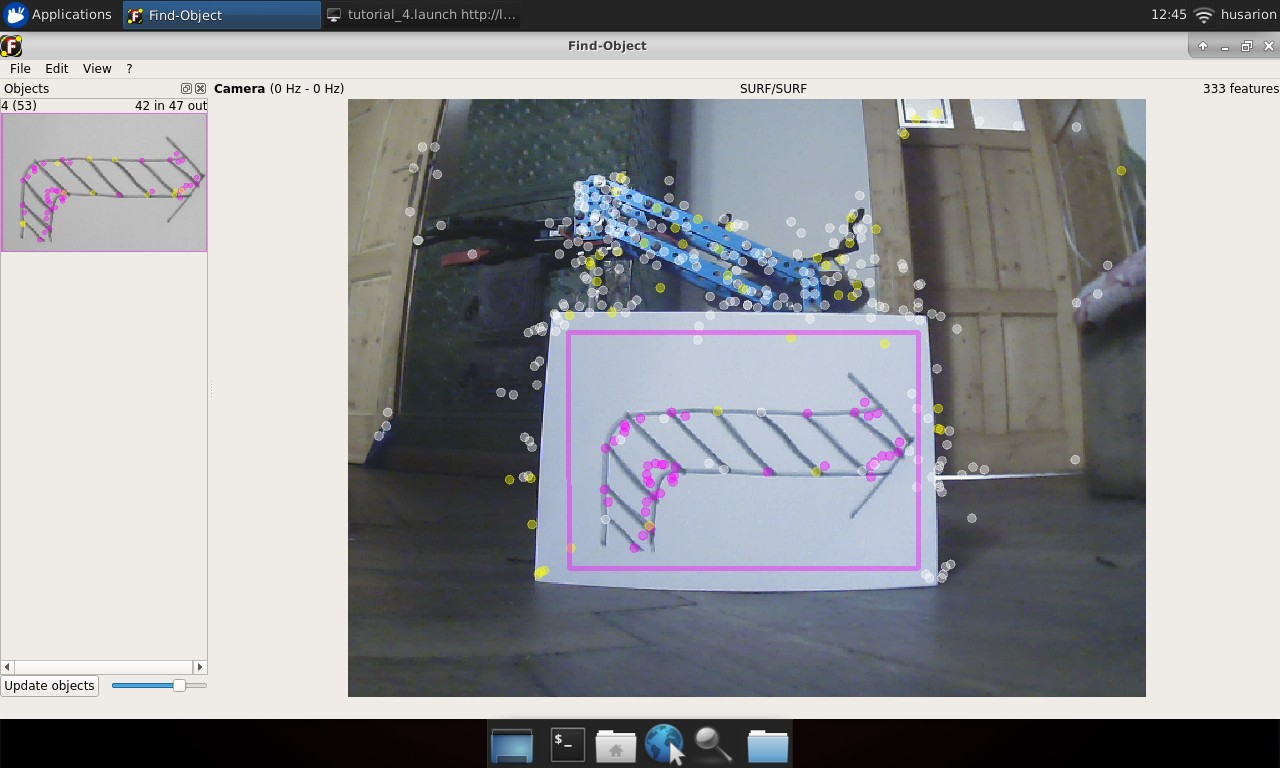 Applications
Find-Object
tutorial_4.launch http://l...
12:45
husarion
Find-Object
File Edit View ?
Objects
Camera (0 Hz - 0 Hz)
SURF/SURF
333 features
4 (53)
42 in 47 out
Update objects
$_